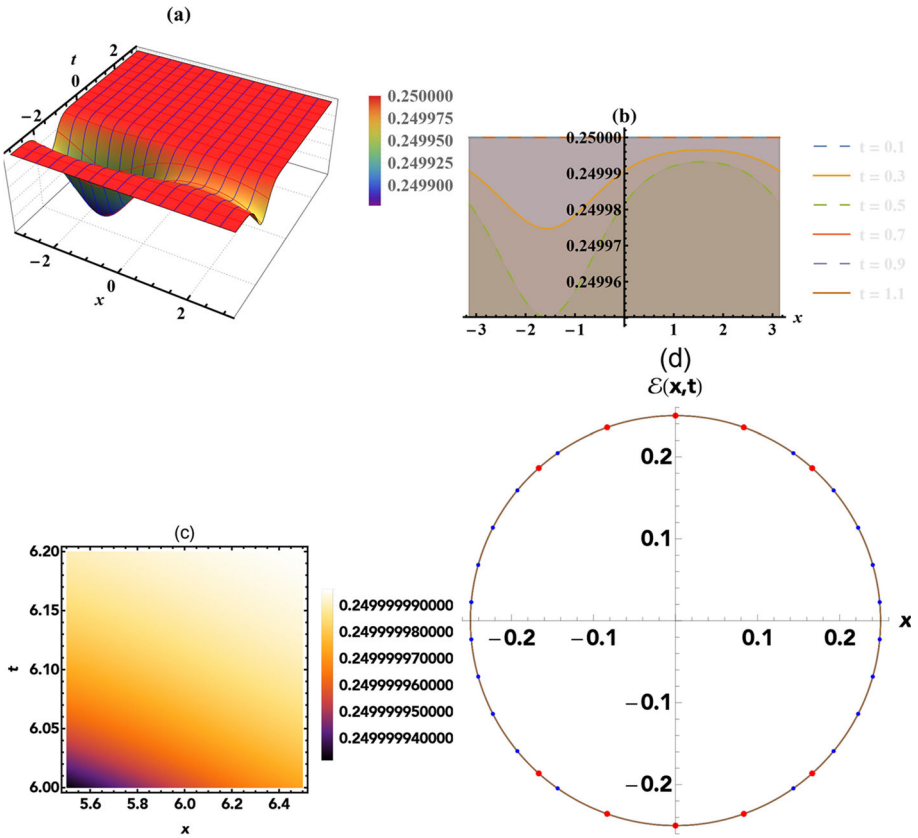 (a)
t
2
0
−2
−2
0
2
x
0.250000
0.249975
0.249950
0.249925
0.249900
(b)
0.25000
0.24999
0.24998
0.24997
0.24996
−3 −2 −1 0 1 2 3 x
t = 0.1
t = 0.3
t = 0.5
t = 0.7
t = 0.9
t = 1.1
(c)
6.20
6.15
6.10
6.05
6.00
t
5.6 5.8 6.0 6.2 6.4
x
0.249999990000
0.249999980000
0.249999970000
0.249999960000
0.249999950000
0.249999940000
(d)
ℰ(x,t)
0.2
0.1
−0.2 −0.1 0.1 0.2 x
−0.1
−0.2